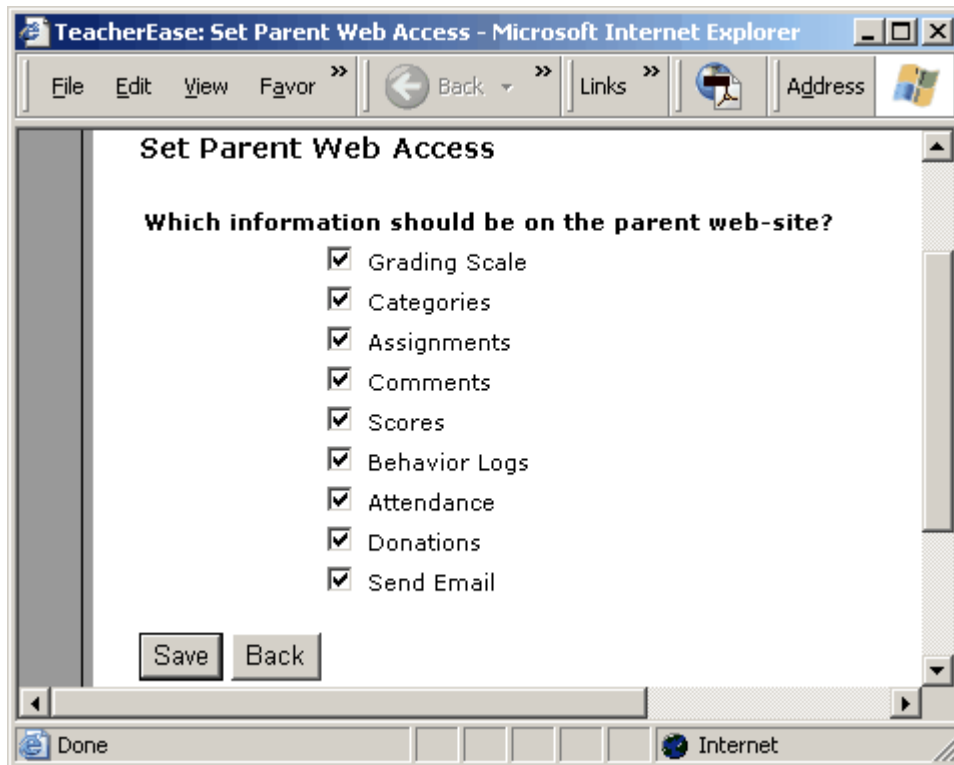 TeacherEase: Set Parent Web Access - Microsoft Internet Explorer
File Edit View Favor » Back » Links » Address
Set Parent Web Access
Which information should be on the parent web-site?
Grading Scale
Categories
Assignments
Comments
Scores
Behavior Logs
Attendance
Donations
Send Email
Save Back
Done Internet